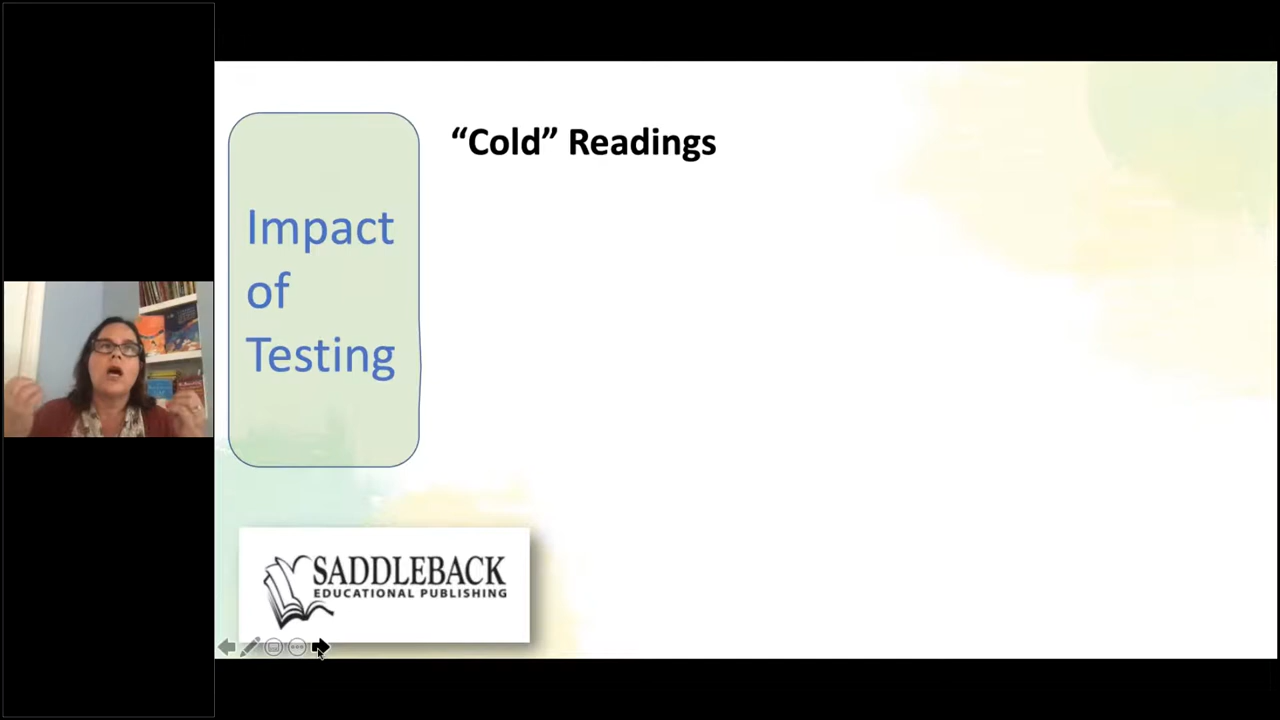 “Cold” Readings
Impact
of
Testing
SADDLEBACK
EDUCATIONAL PUBLISHING